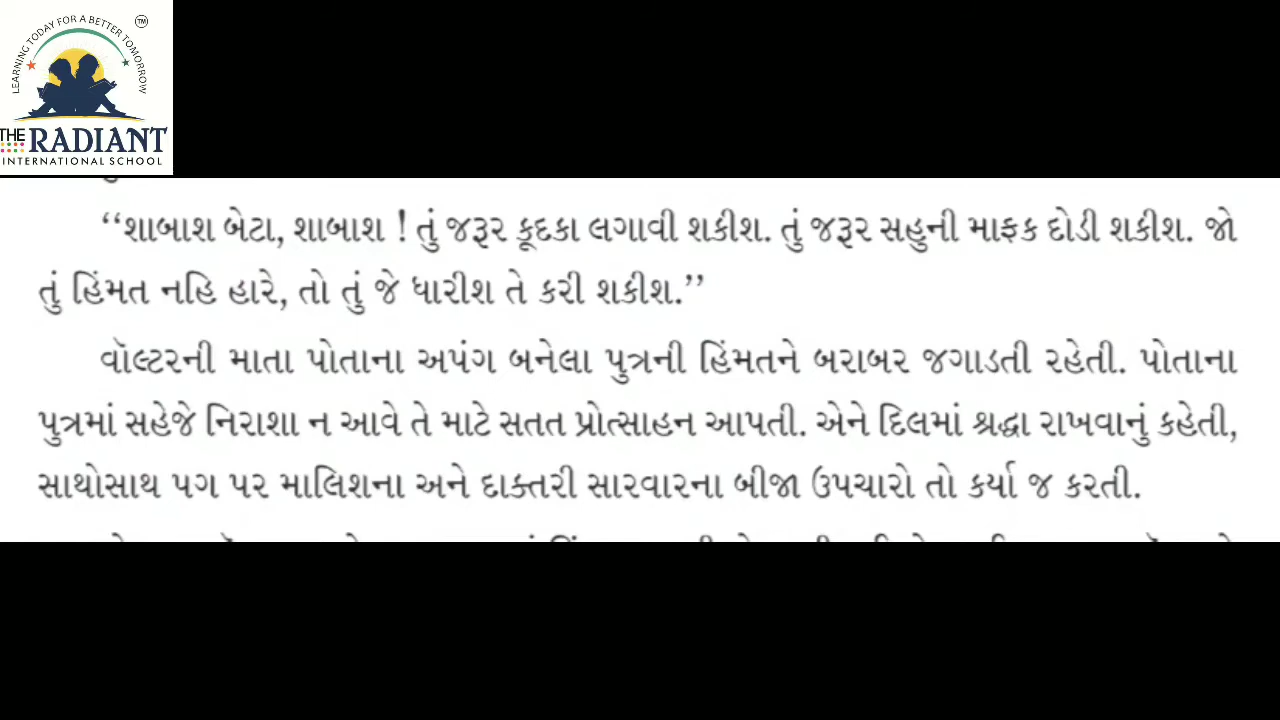 LEARNING TODAY FOR A BETTER TOMORROW
TM
THE RADIANT
INTERNATIONAL SCHOOL
‘‘શાબાશ બેટા, શાબાશ ! તું જરૂર કૂદકા લગાવી શકીશ. તું જરૂર સહુની માફક દોડી શકીશ. જો
તું હિંમત નહિ હારે, તો તું જે ધારીશ તે કરી શકીશ.’’
વૉલ્ટરની માતા પોતાના અપંગ બનેલા પુત્રની હિંમતને બરાબર જગાડતી રહેતી. પોતાના
પુત્રમાં સહેજે નિરાશા ન આવે તે માટે સતત પ્રોત્સાહન આપતી. એને દિલમાં શ્રદ્ધા રાખવાનું કહેતી,
સાથોસાથ પગ પર માલિશના અને દાક્તરી સારવારના બીજા ઉપચારો તો કર્યા જ કરતી.